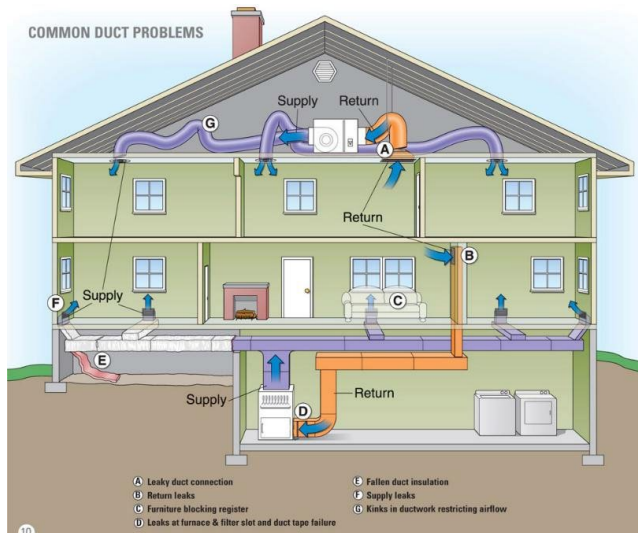 COMMON DUCT PROBLEMS
Supply
Return
G
A
Return
B
Supply
F
C
E
Supply
D
Return
A Leaky duct connection
B Return leaks
C Furniture blocking register
D Leaks at furnace & filter slot and duct tape failure
E Fallen duct insulation
F Supply leaks
G Kinks in ductwork restricting airflow
10